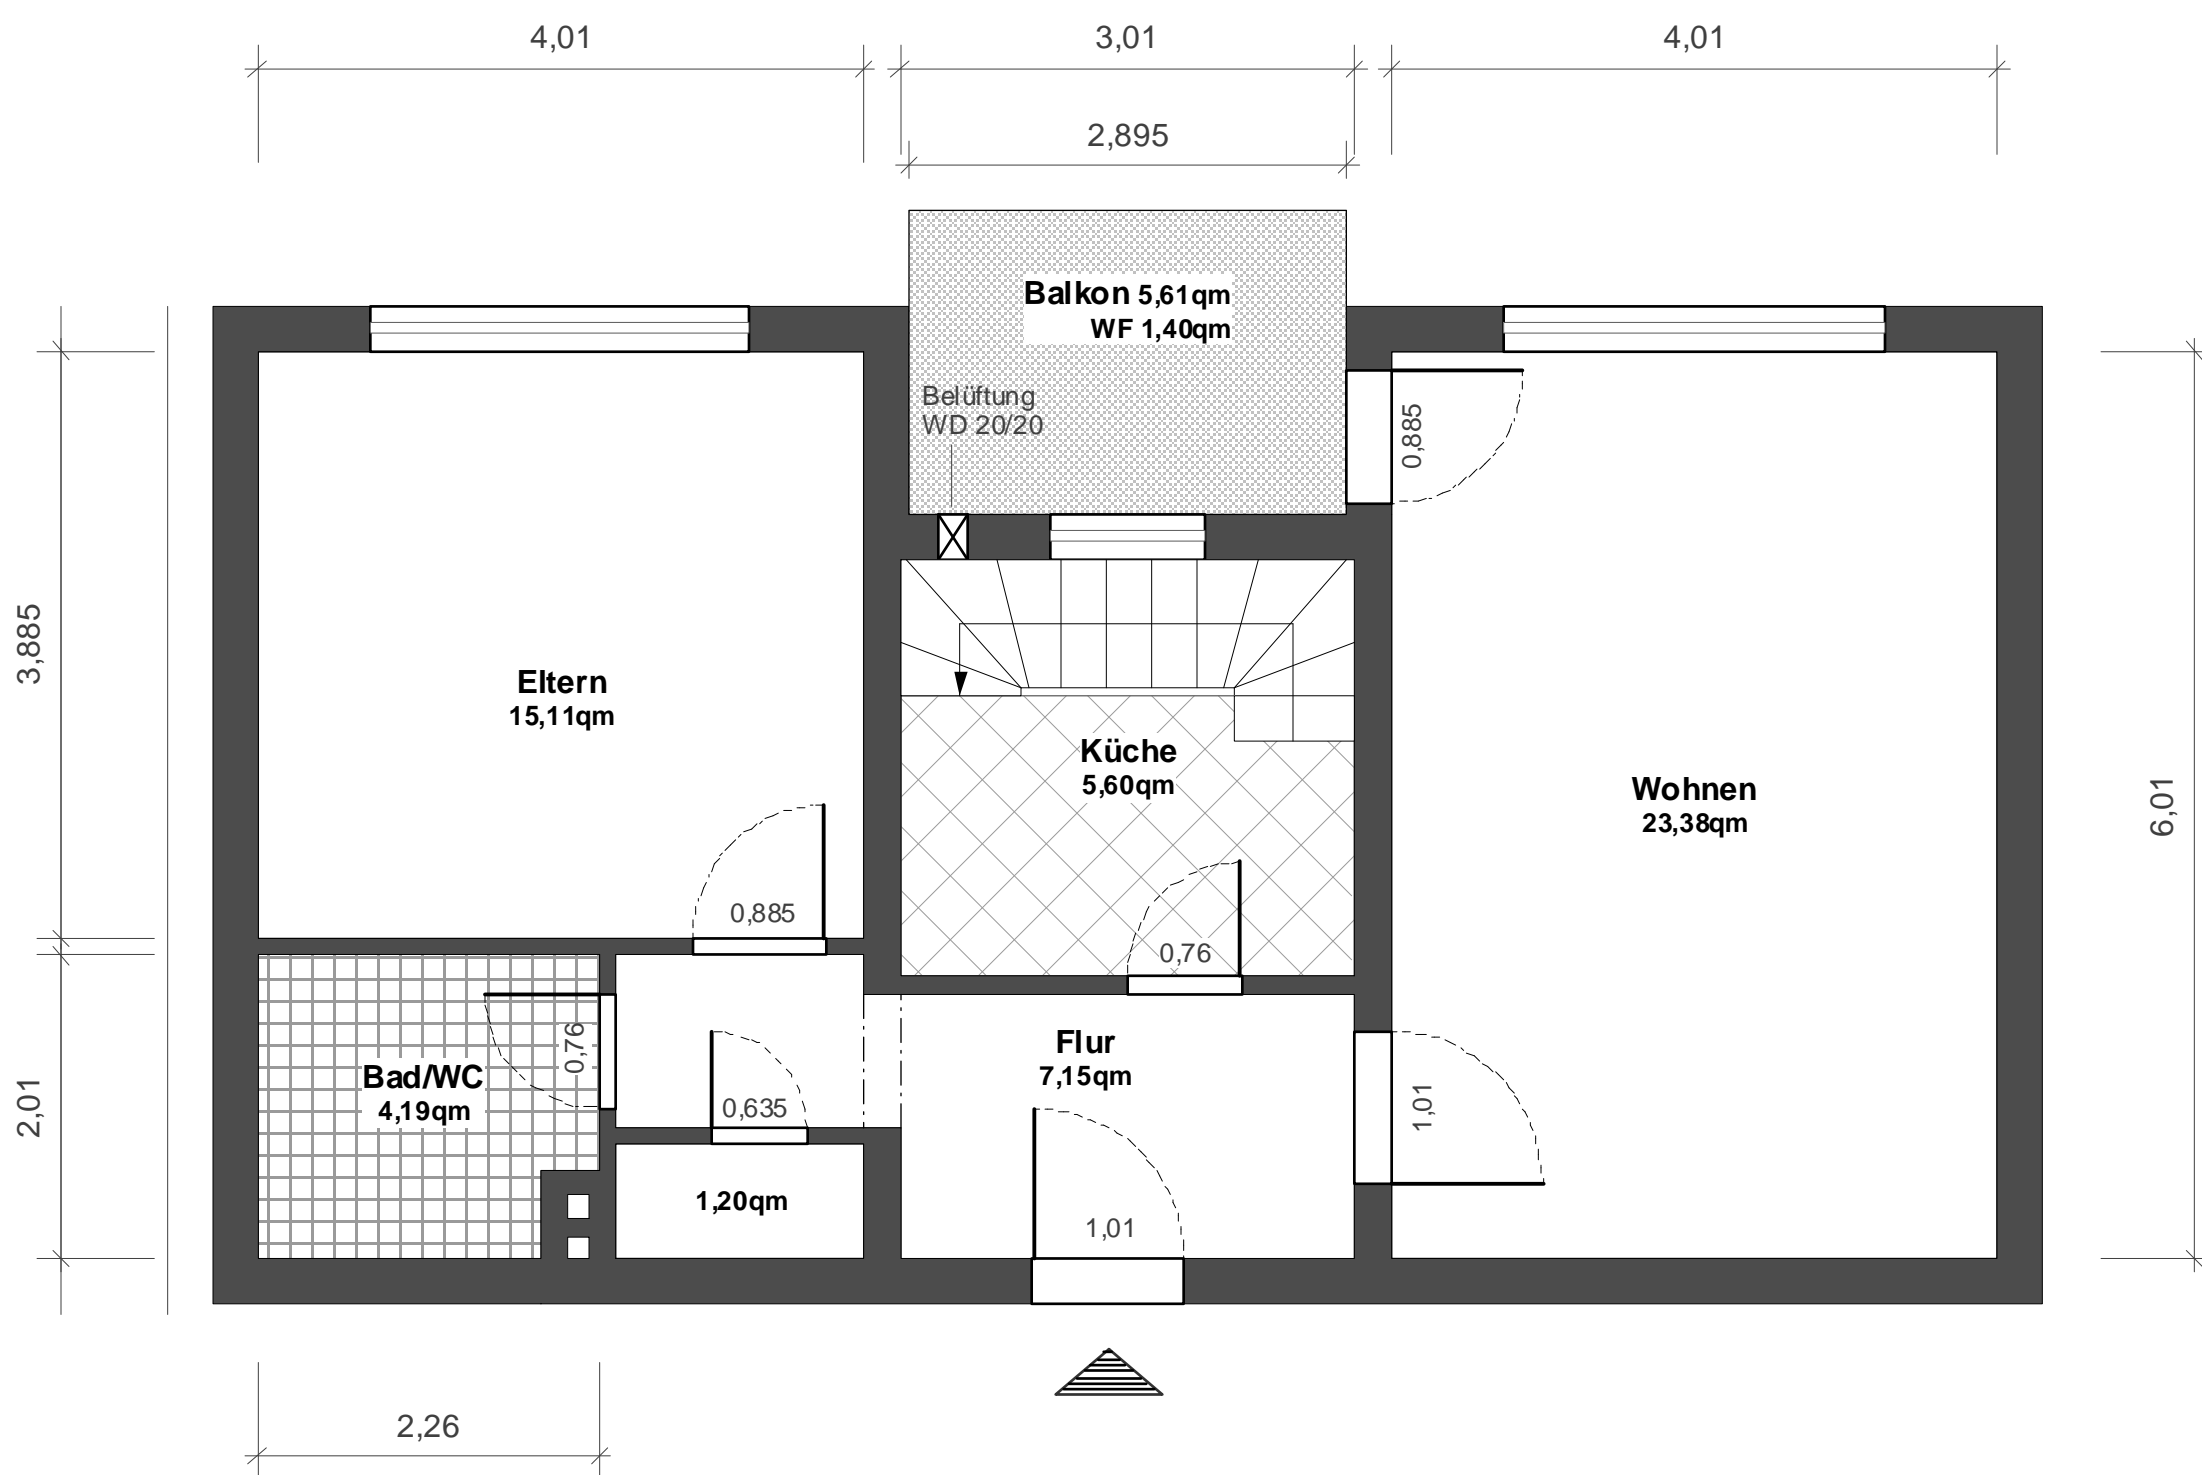 4,01
3,01
4,01
2,895
Balkon 5,61qm
WF 1,40qm
Belüftung
WD 20/20
0,885
3,885
Eltern
15,11qm
Küche
5,60qm
Wohnen
23,38qm
6,01
0,885
0,76
Flur
7,15qm
0,76
Bad/WC
4,19qm
0,635
1,01
2,01
1,20qm
1,01
2,26